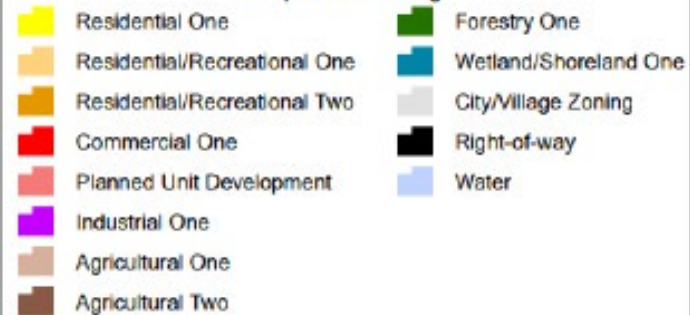 Residential One
Residential/Recreational One
Residential/Recreational Two
Commercial One
Planned Unit Development
Industrial One
Agricultural One
Agricultural Two
Forestry One
Wetland/Shoreland One
City/Village Zoning
Right-of-way
Water